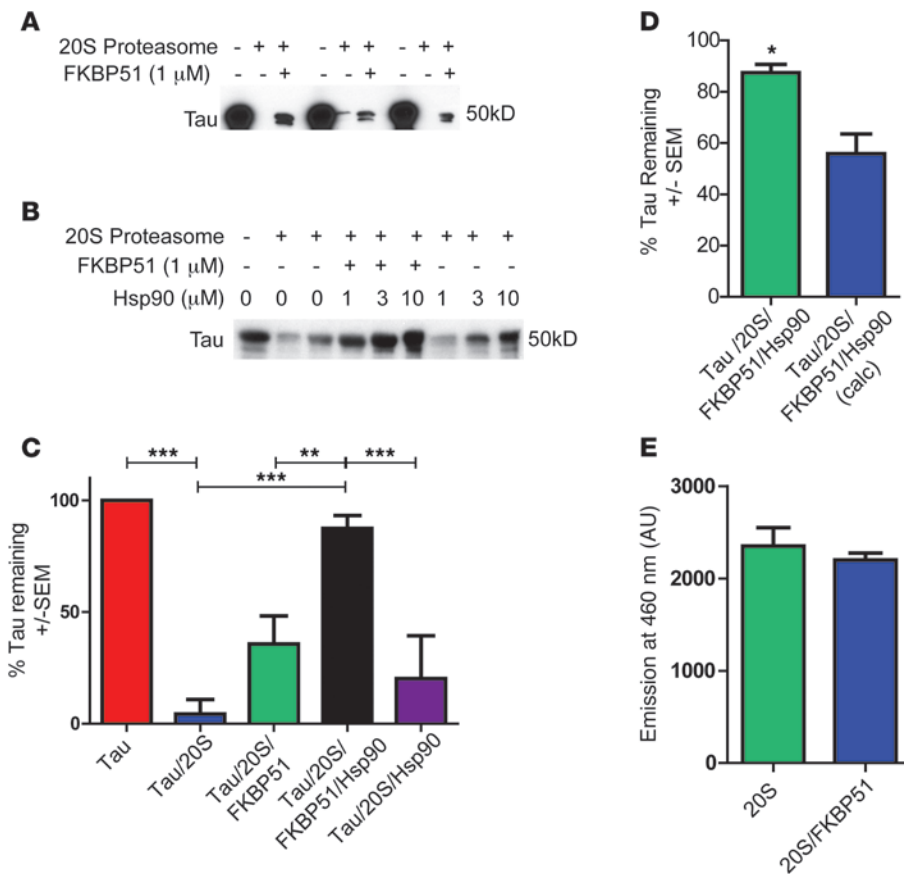 A
20S Proteasome - + + - + + - + +
FKBP51 (1 μM) - - + - - + - - +
Tau 50kD
B
20S Proteasome - + + + + + + + +
FKBP51 (1 μM) - - - + + + - - -
Hsp90 (μM) 0 0 0 1 3 10 1 3 10
Tau 50kD
C
*** ** ***
***
% Tau remaining
+/-SEM
100
50
0
Tau
Tau/20S
Tau/20S/
FKBP51
Tau/20S/
FKBP51/Hsp90
Tau/20S/Hsp90
D
*
% Tau Remaining
+/- SEM
100
80
60
40
20
0
Tau /20S/
FKBP51/Hsp90
Tau/20S/
FKBP51/Hsp90
(calc)
E
Emission at 460 nm (AU)
3000
2000
1000
0
20S
20S/FKBP51